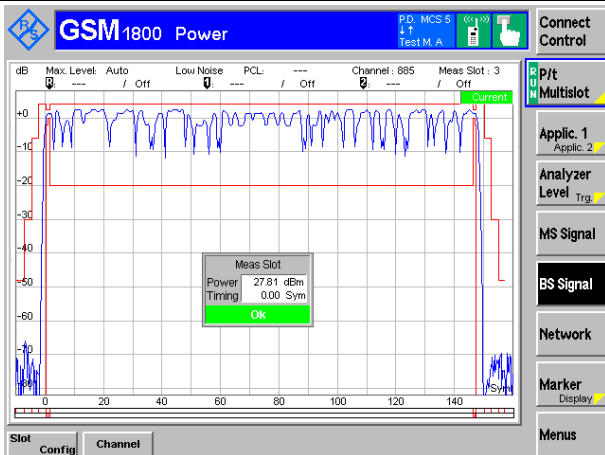 R/S GSM 1800 Power P.D. MCS 5
Test M. A
Connect
Control
dB Max. Level: Auto Low Noise PCL: --- Channel : 885 Meas Slot : 3
--- / Off --- / Off --- / Off
Current
RUN
P/t
Multislot
Applic. 1
Applic. 2
Analyzer
Level Trg.
MS Signal
BS Signal
Network
Marker
Display
Menus
+0
-10
-20
-30
-40
-50
-60
-70
-80
Meas Slot
Power 27.81 dBm
Timing 0.00 Sym
Ok
Sym
0 20 40 60 80 100 120 140
Slot
Config
Channel